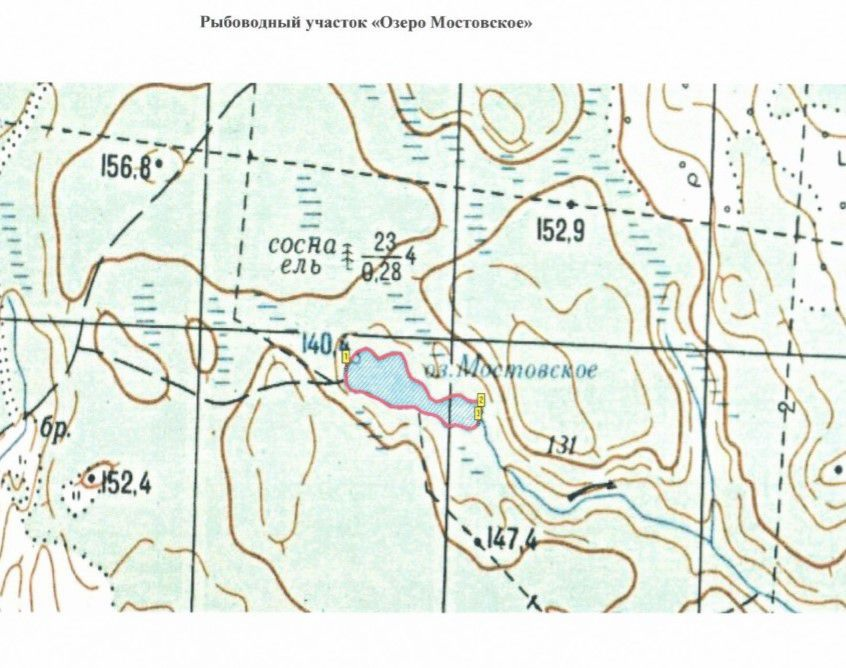 Рыбоводный участок «Озеро Мостовское»
156,8
152,9
сосна 23 4
ель 0,28
140,4
1
оз. Мостовское
2
3
2
бр.
131
152,4
147,4